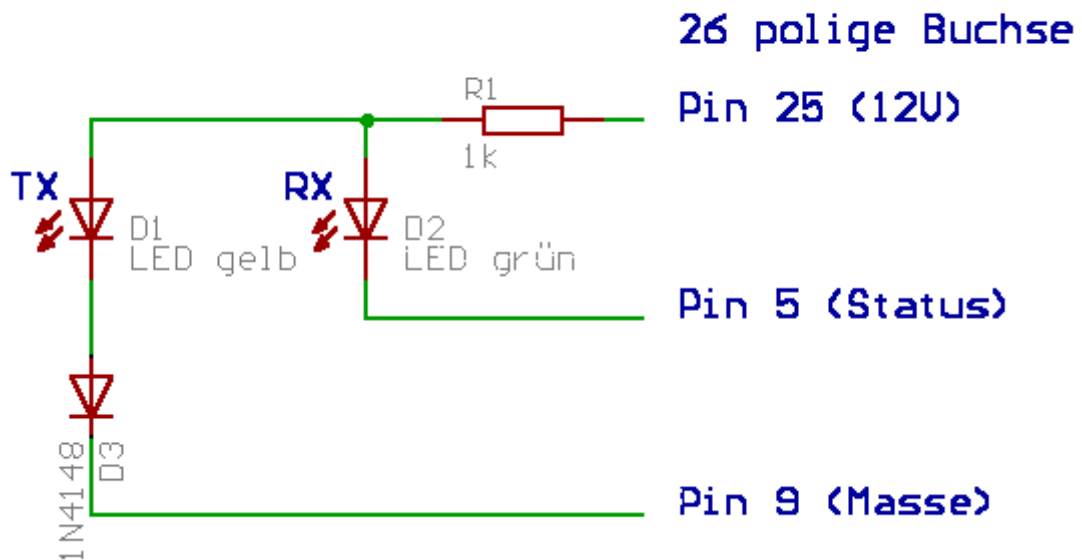 26 polige Buchse
R1
Pin 25 (12V)
1k
TX
RX
D1
LED gelb
D2
LED grün
Pin 5 (Status)
1N4148
D3
Pin 9 (Masse)